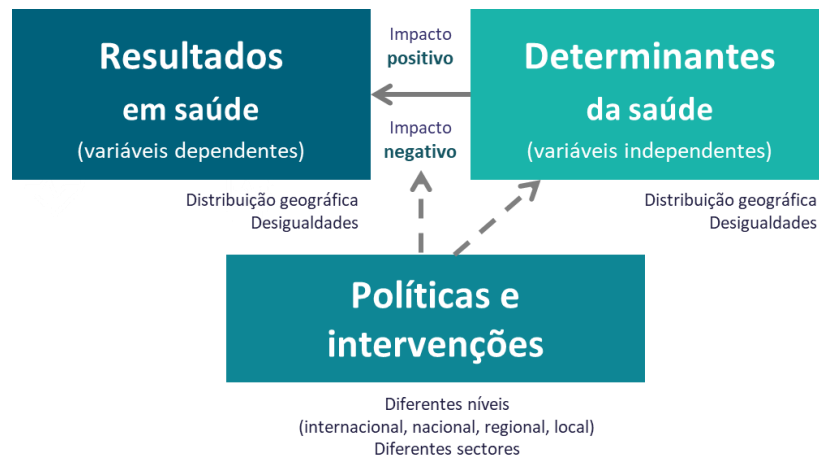 Resultados
em saúde
(variáveis dependentes)
Impacto
positivo
Impacto
negativo
Determinantes
da saúde
(variáveis independentes)
Distribuição geográfica
Desigualdades
Distribuição geográfica
Desigualdades
Políticas e
intervenções
Diferentes níveis
(internacional, nacional, regional, local)
Diferentes sectores